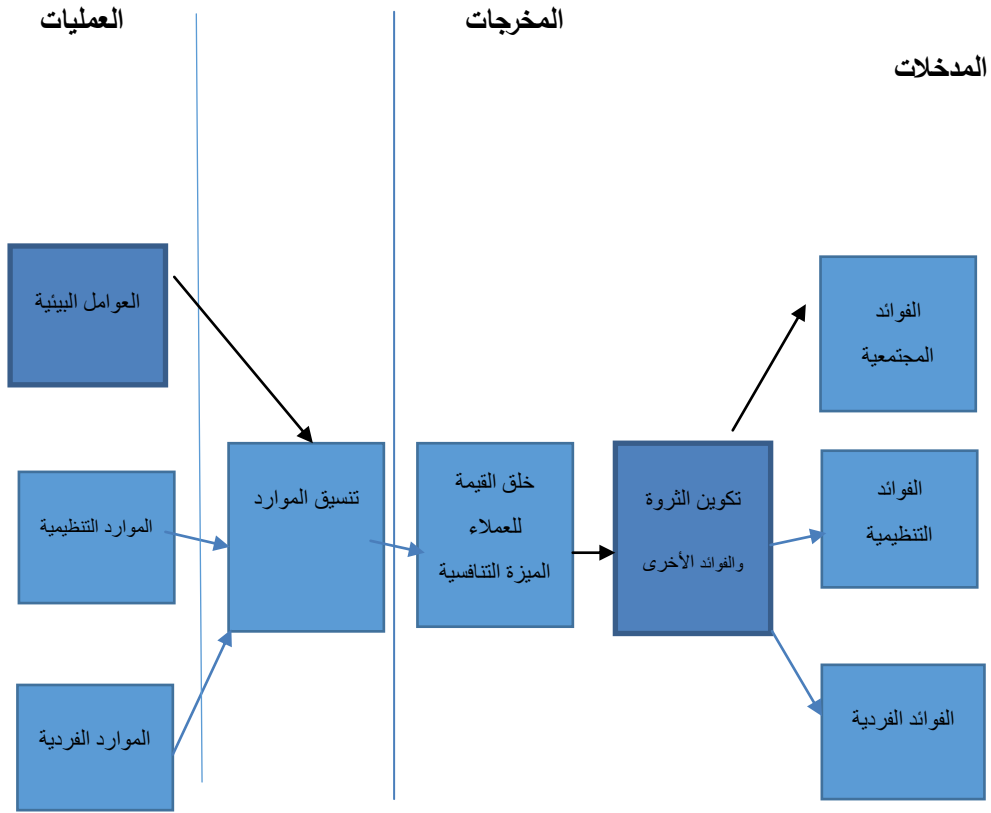 العمليات
المخرجات
المدخلات
العوامل البيئية
الموارد التنظيمية
الموارد الفردية
تنسيق الموارد
خلق القيمة
للعملاء
الميزة التنافسية
تكوين الثروة
والفوائد الأخرى
الفوائد
المجتمعية
الفوائد
التنظيمية
الفوائد الفردية